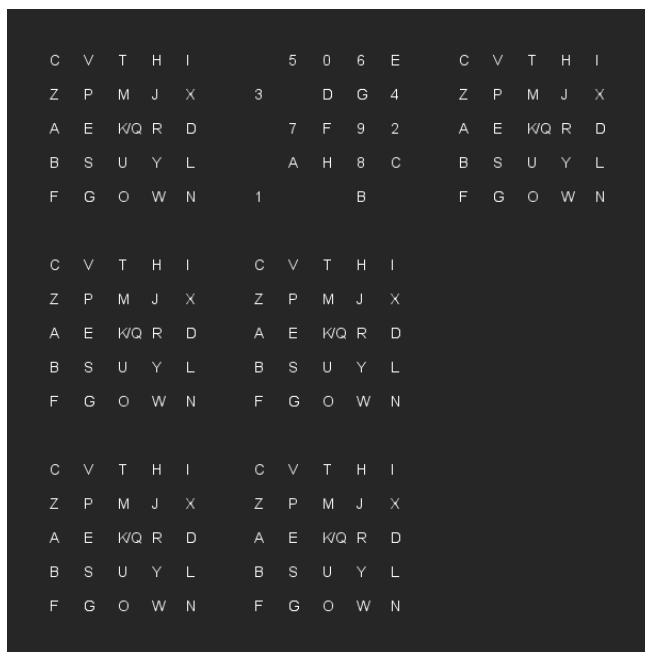 C V T H I 5 0 6 E C V T H I
Z P M J X 3 D G 4 Z P M J X
A E K/Q R D 7 F 9 2 A E K/Q R D
B S U Y L A H 8 C B S U Y L
F G O W N 1 B F G O W N
C V T H I C V T H I
Z P M J X Z P M J X
A E K/Q R D A E K/Q R D
B S U Y L B S U Y L
F G O W N F G O W N
C V T H I C V T H I
Z P M J X Z P M J X
A E K/Q R D A E K/Q R D
B S U Y L B S U Y L
F G O W N F G O W N